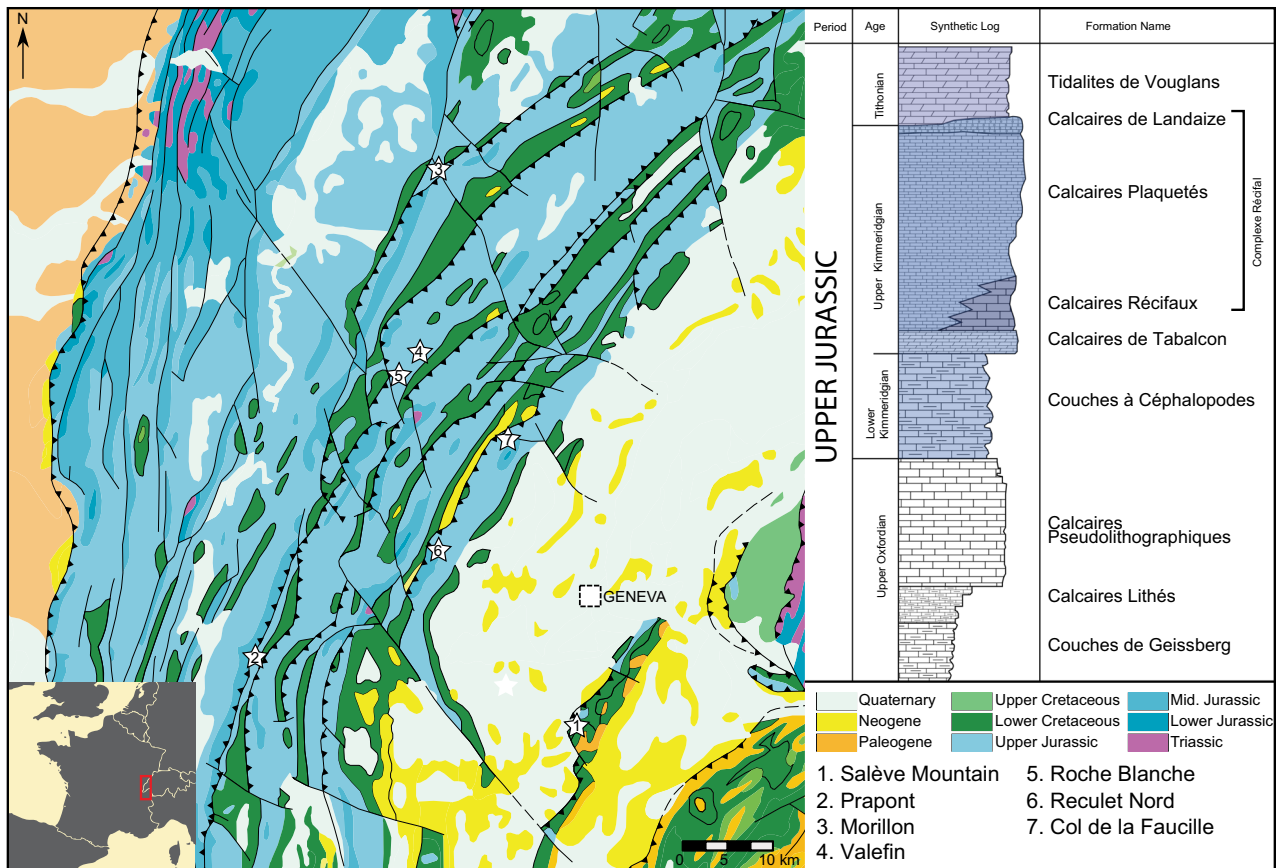 N
3
4
5
7
6
GENEVA
2
1
0 5 10 km
Period Age Synthetic Log Formation Name
UPPER JURASSIC
Tithonian
Upper Kimmeridgian
Lower
Kimmeridgian
Upper Oxfordian
Tidalites de Vouglans
Calcaires de Landaize
Calcaires Plaquetés
Calcaires Récifaux
Complexe Récifal
Calcaires de Tabalcon
Couches à Céphalopodes
Calcaires
Pseudolithographiques
Calcaires Lithés
Couches de Geissberg
Quaternary Upper Cretaceous Mid. Jurassic
Neogene Lower Cretaceous Lower Jurassic
Paleogene Upper Jurassic Triassic
1. Salève Mountain 5. Roche Blanche
2. Prapont 6. Reculet Nord
3. Morillon 7. Col de la Faucille
4. Valefin